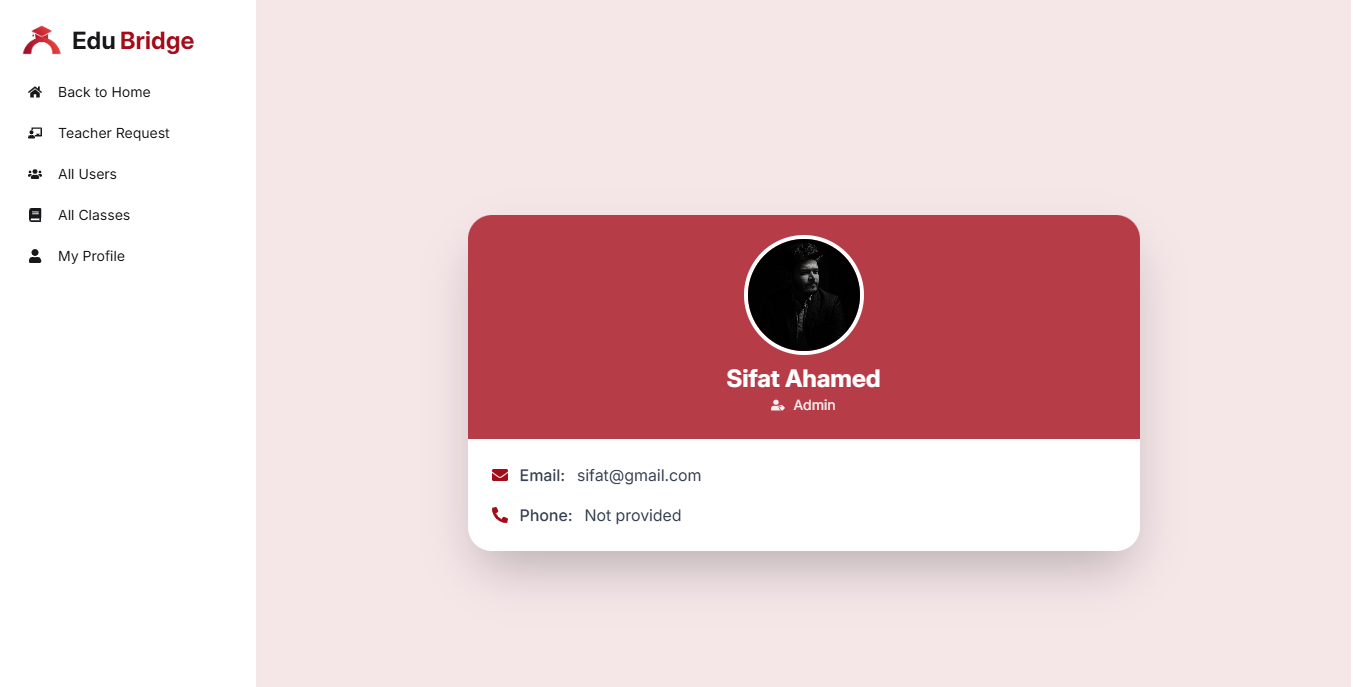 Edu Bridge
Back to Home
Teacher Request
All Users
All Classes
My Profile
Sifat Ahamed
Admin
Email: sifat@gmail.com
Phone: Not provided